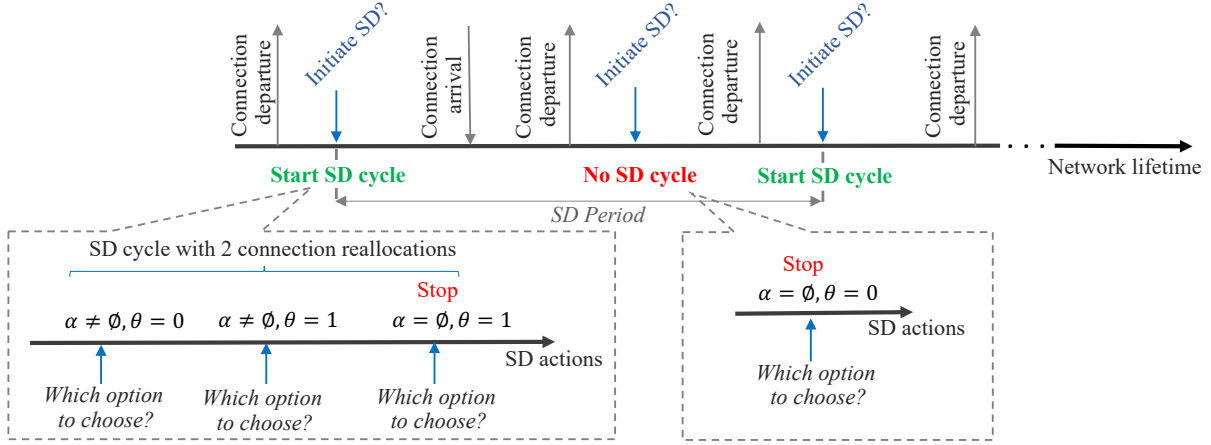 Connection
departure
Initiate SD?
Connection
arrival
Connection
departure
Initiate SD?
Connection
departure
Initiate SD?
Connection
departure
Start SD cycle
No SD cycle
Start SD cycle
Network lifetime
SD Period
SD cycle with 2 connection reallocations
Stop
α ≠ ∅, θ = 0
α ≠ ∅, θ = 1
α = ∅, θ = 1
SD actions
Which option
to choose?
Which option
to choose?
Which option
to choose?
Stop
α = ∅, θ = 0
SD actions
Which option
to choose?